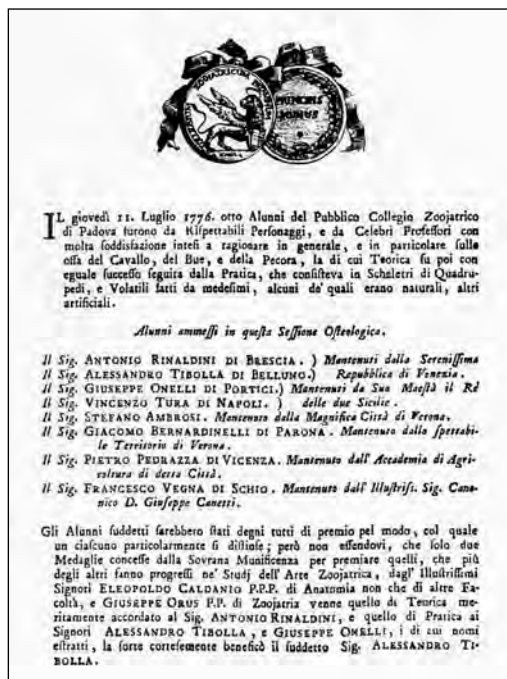 PRINCIPIS
MUNUS
IL giovedì 11. Luglio 1776. otto Alunni del Pubblico Collegio Zoojatrico
di Padova furono da Rispettabili Personaggi, e da Celebri Professori con
molta soddisfazione intesi a ragionare in generale, e in particolare sulle
ossa del Cavallo, del Bue, e della Pecora, la di cui Teorica fu poi con
eguale successo seguita dalla Pratica, che consisteva in Scheletri di Quadru-
pedi, e Volatili fatti da medesimi, alcuni de' quali erano naturali, altri
artificiali.
Alunni ammessi in questa Sessione Osteologica.
Il Sig. ANTONIO RINALDINI DI BRESCIA. ) Mantenuti dalla Serenissima
Il Sig. ALESSANDRO TIBOLLA DI BELLUNO.) Repubblica di Venezia.
Il Sig. GIUSEPPE ONELLI DI PORTICI.) Mantenuti da Sua Maestà il Rè
Il Sig. VINCENZO TURA DI NAPOLI. ) delle due Sicilie.
Il Sig. STEFANO AMBROSI. Mantenuto dalla Magnifica Città di Verona.
Il Sig. GIACOMO BERNARDINELLI DI PARONA. Mantenuto dallo spettabi-
le Territorio di Verona.
Il Sig. PIETRO PEDRAZZA DI VICENZA. Mantenuto dall' Accademia di Agri-
coltura di detta Città.
Il Sig. FRANCESCO VEGNA DI SCHIO. Mantenuto dall' Illustriss. Sig. Cano-
nico D. Giuseppe Canetti.
Gli Alunni suddetti sarebbero stati degni tutti di premio pel modo, col quale
un ciascuno particolarmente si distinse; però non essendovi, che solo due
Medaglie concesse dalla Sovrana Munificenza per premiare quelli, che più
degli altri fanno progressi ne' Studj dell' Arte Zoojatrica, dagl' Illustrissimi
Signori ELEOPOLDO CALDANIO P.P.P. di Anatomia non che di altre Fa-
coltà, e GIUSEPPE ORUS P.P. di Zoojatria venne quello di Teorica me-
ritamente accordato al Sig. ANTONIO RINALDINI, e quello di Pratica ai
Signori ALESSANDRO TIBOLLA, e GIUSEPPE ONELLI, i di cui nomi
estratti, la sorte cortesemente beneficò il suddetto Sig. ALESSANDRO TI-
BOLLA.